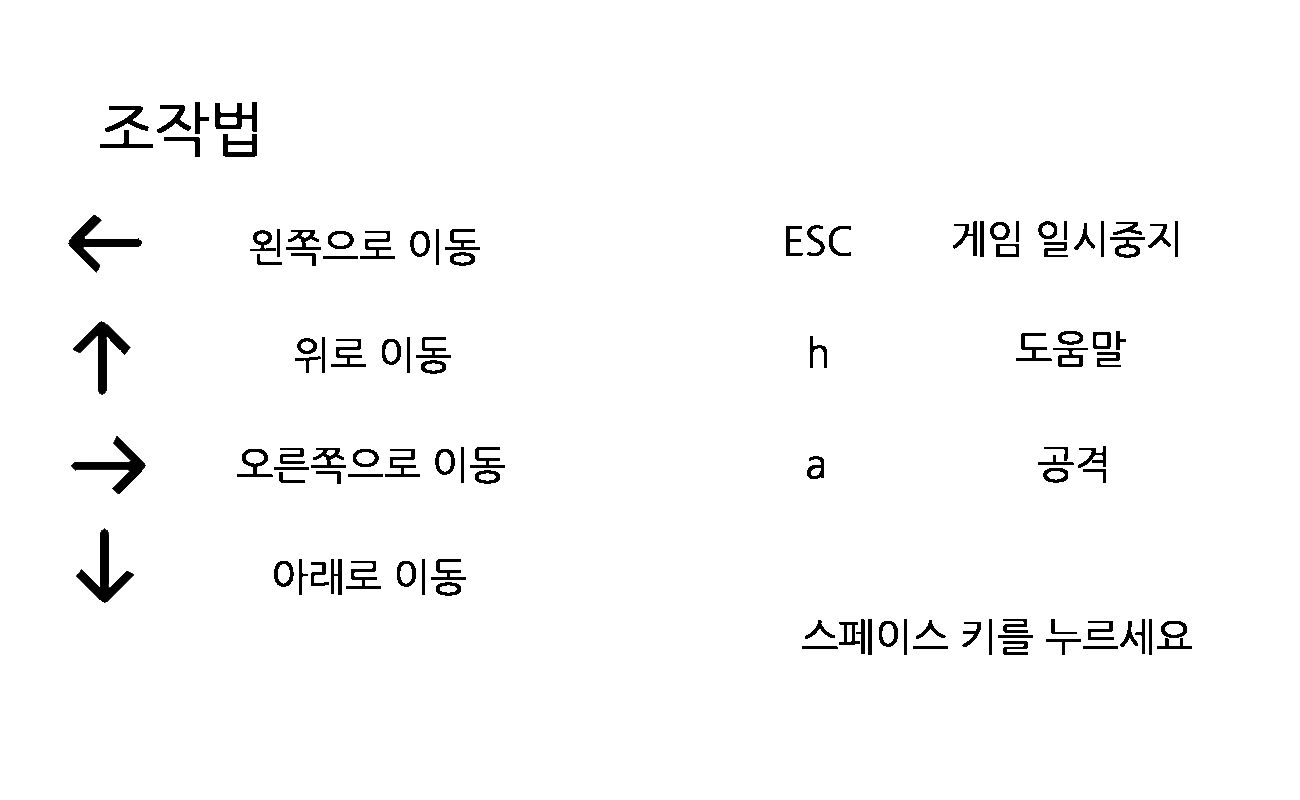 조작법
← 왼쪽으로 이동
↑ 위로 이동
→ 오른쪽으로 이동
↓ 아래로 이동
ESC 게임 일시중지
h 도움말
a 공격
스페이스 키를 누르세요